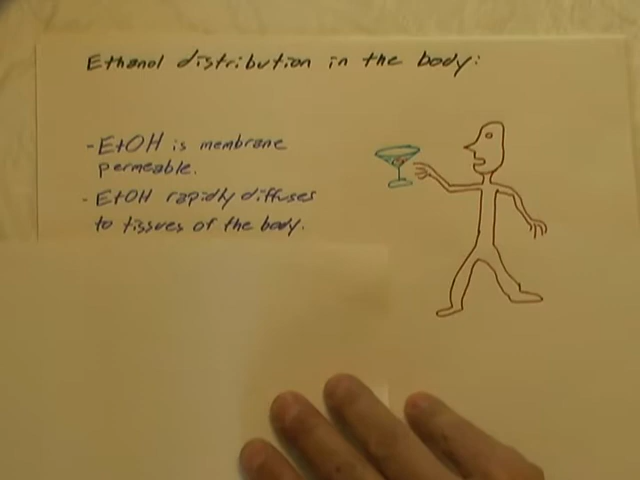 Ethanol distribution in the body:
- EtOH is membrane
permeable.
- EtOH rapidly diffuses
to tissues of the body.